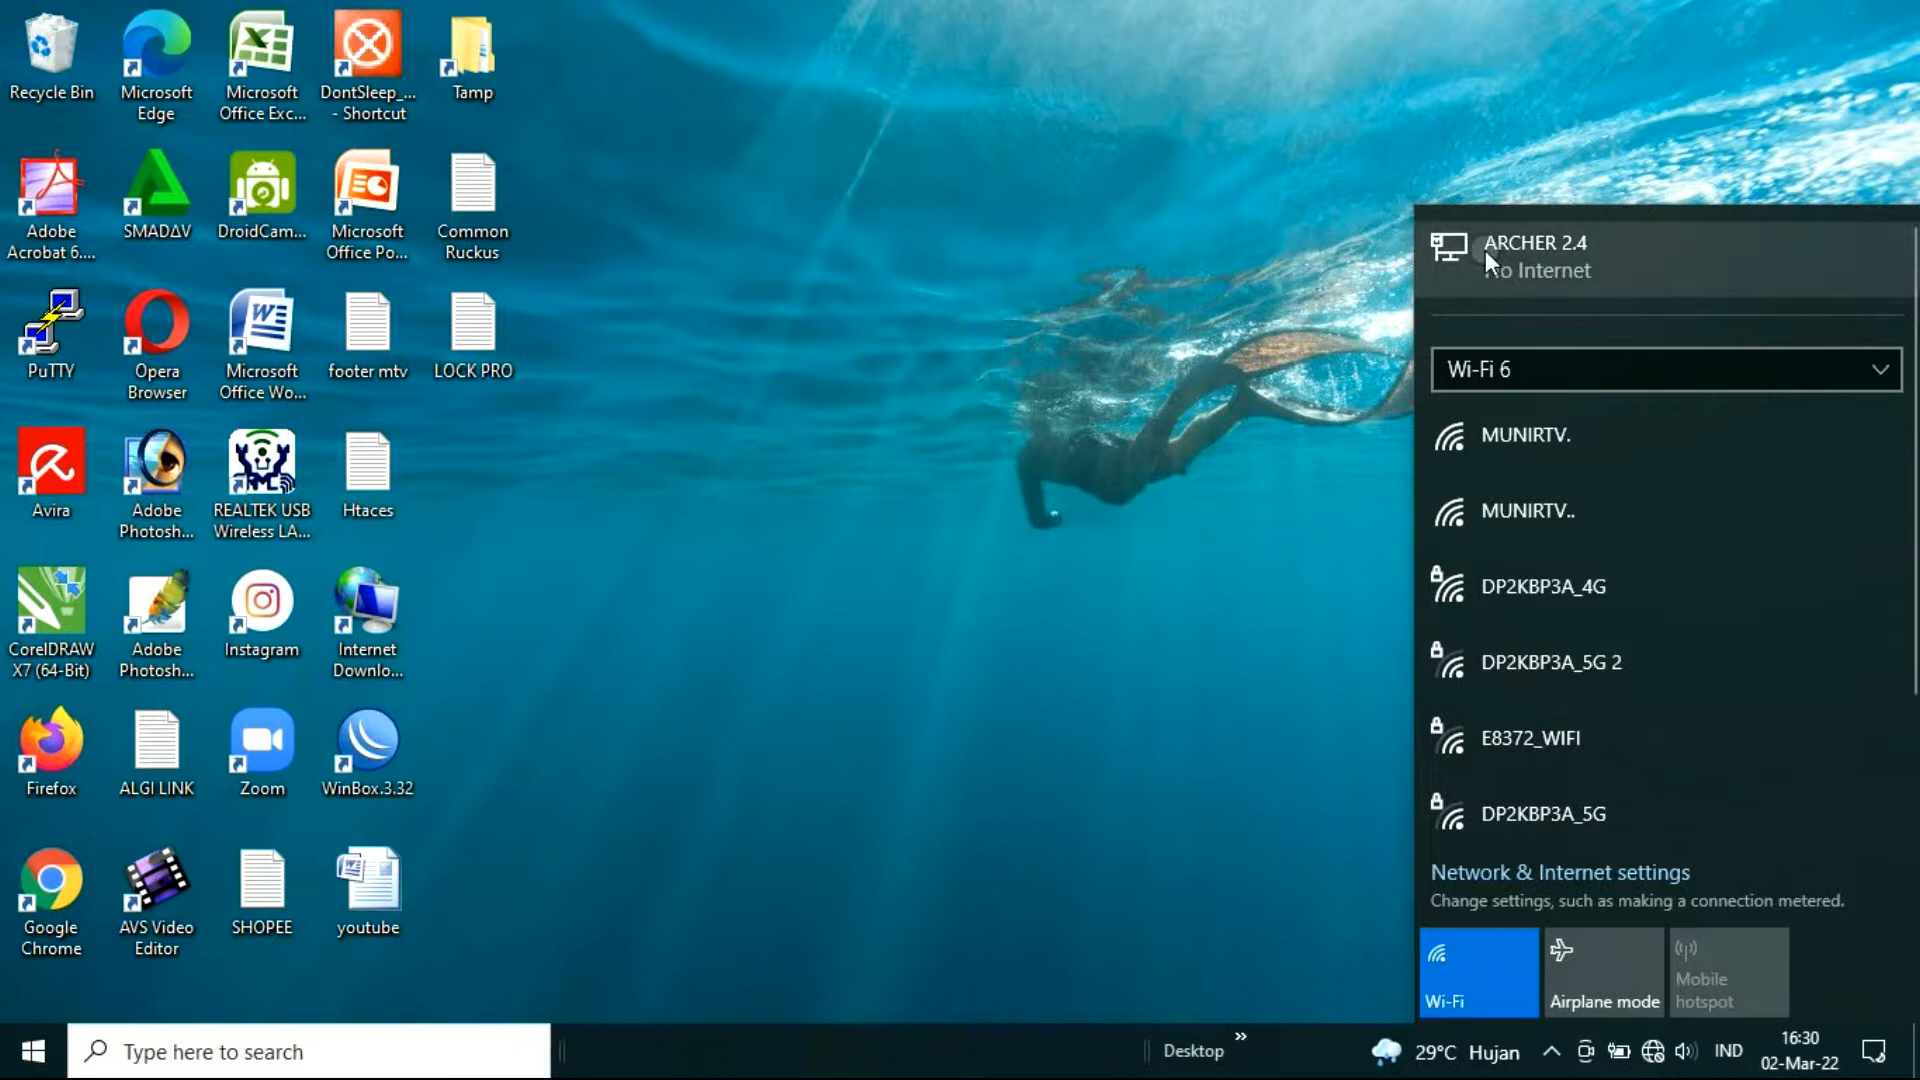 Recycle Bin
Microsoft
Edge
Microsoft
Office Exc...
DontSleep_...
- Shortcut
Tamp
Adobe
Acrobat 6....
SMADΔV
DroidCam...
Microsoft
Office Po...
Common
Ruckus
PuTTY
Opera
Browser
Microsoft
Office Wo...
footer mtv
LOCK PRO
Avira
Adobe
Photosh...
REALTEK USB
Wireless LA...
Htaces
CorelDRAW
X7 (64-Bit)
Adobe
Photosh...
Instagram
Internet
Downlo...
Firefox
ALGI LINK
Zoom
WinBox.3.32
Google
Chrome
AVS Video
Editor
SHOPEE
youtube
ARCHER 2.4
No Internet
Wi-Fi 6
MUNIRTV.
MUNIRTV..
DP2KBP3A_4G
DP2KBP3A_5G 2
E8372_WIFI
DP2KBP3A_5G
Network & Internet settings
Change settings, such as making a connection metered.
Wi-Fi
Airplane mode
Mobile
hotspot
Type here to search
Desktop
29°C Hujan
IND
16:30
02-Mar-22